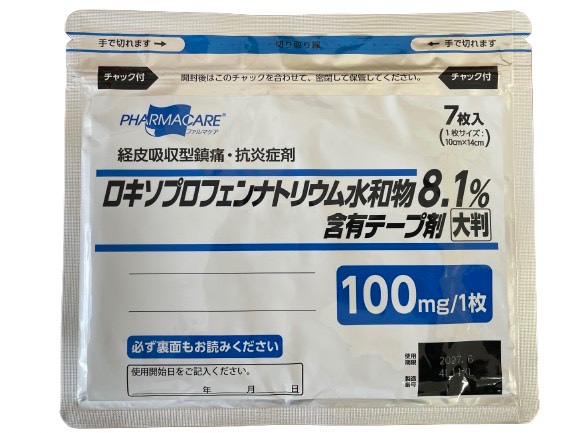 手で切れます → 切り取り線 ← 手で切れます
チャック付 開封後はこのチャックを合わせて、密閉して保管してください。 チャック付
PHARMACARE®
ファルマケア
7枚入
(1枚サイズ:
10cm×14cm)
経皮吸収型鎮痛・抗炎症剤
ロキソプロフェンナトリウム水和物8.1%
含有テープ剤 大判
100mg/1枚
必ず裏面もお読みください
使用開始日をご記入ください。
年 月 日
使用
期限 2027.6
製造
番号